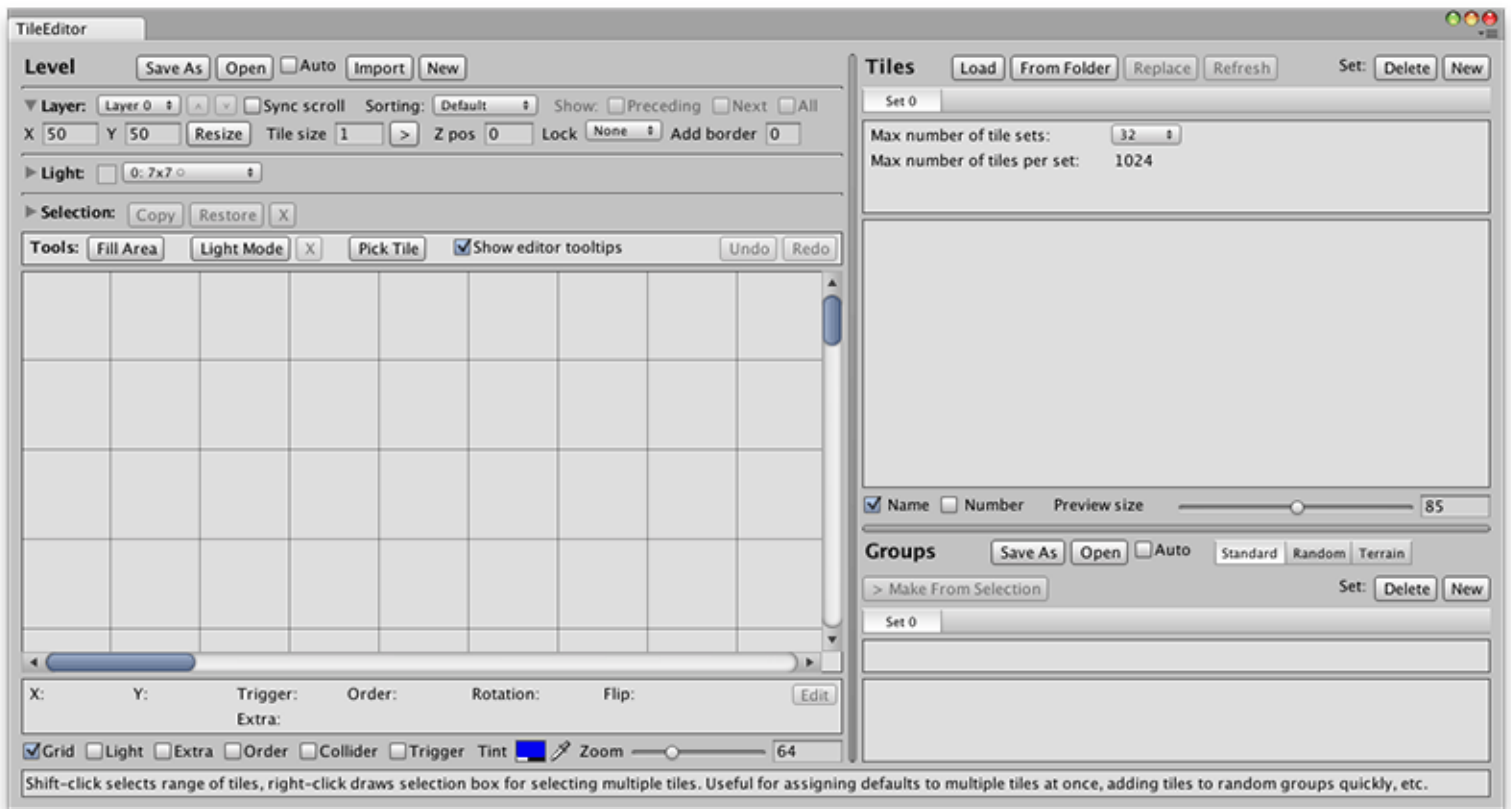 TileEditor
Level Save As Open Auto Import New
Layer: Layer 0 Sync scroll Sorting: Default Show: Preceding Next All
X 50 Y 50 Resize Tile size 1 > Z pos 0 Lock None Add border 0
Light: 0: 7x7 ○
Selection: Copy Restore X
Tools: Fill Area Light Mode X Pick Tile Show editor tooltips Undo Redo
X: Y: Trigger: Order: Rotation: Flip: Edit
Extra:
Grid Light Extra Order Collider Trigger Tint Zoom 64
Tiles Load From Folder Replace Refresh Set: Delete New
Set 0
Max number of tile sets: 32
Max number of tiles per set: 1024
Name Number Preview size 85
Groups Save As Open Auto Standard Random Terrain
> Make From Selection Set: Delete New
Set 0
Shift-click selects range of tiles, right-click draws selection box for selecting multiple tiles. Useful for assigning defaults to multiple tiles at once, adding tiles to random groups quickly, etc.